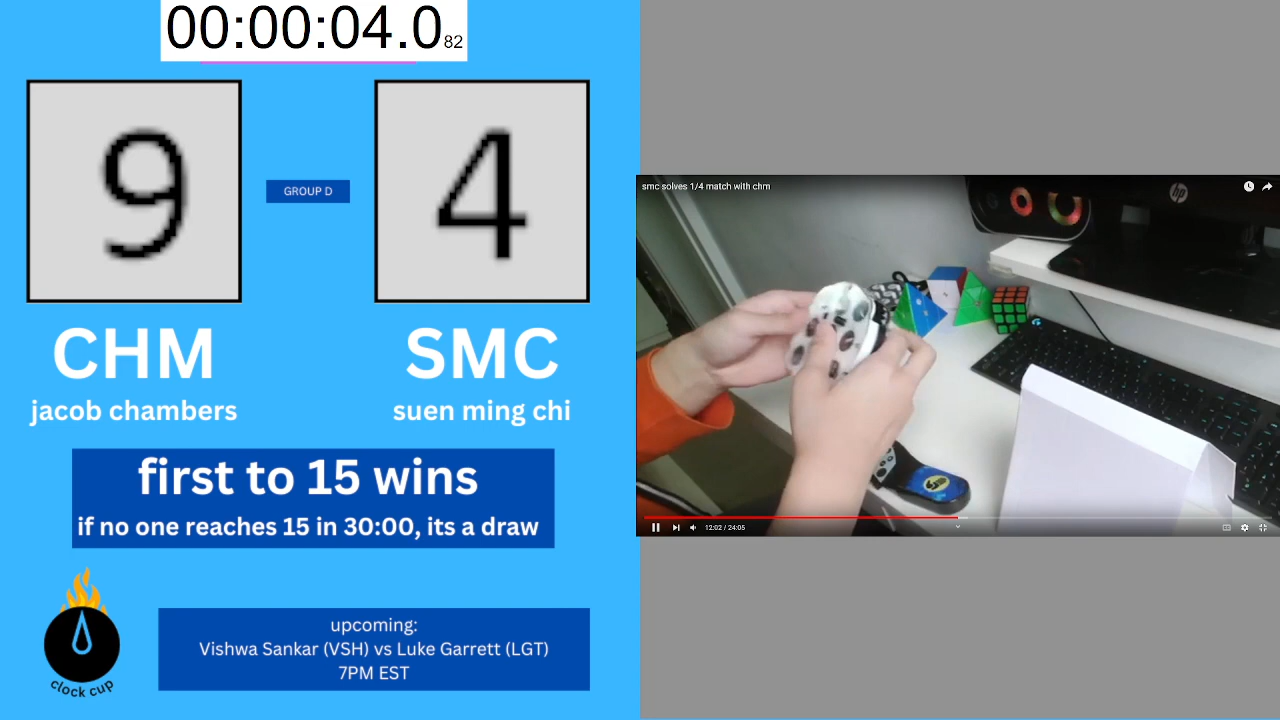 00:00:04.082
9
4
GROUP D
CHM
SMC
jacob chambers
suen ming chi
first to 15 wins
if no one reaches 15 in 30:00, its a draw
upcoming:
Vishwa Sankar (VSH) vs Luke Garrett (LGT)
7PM EST
clock cup
smc solves 1/4 match with chm
hp
12:02 / 24:05